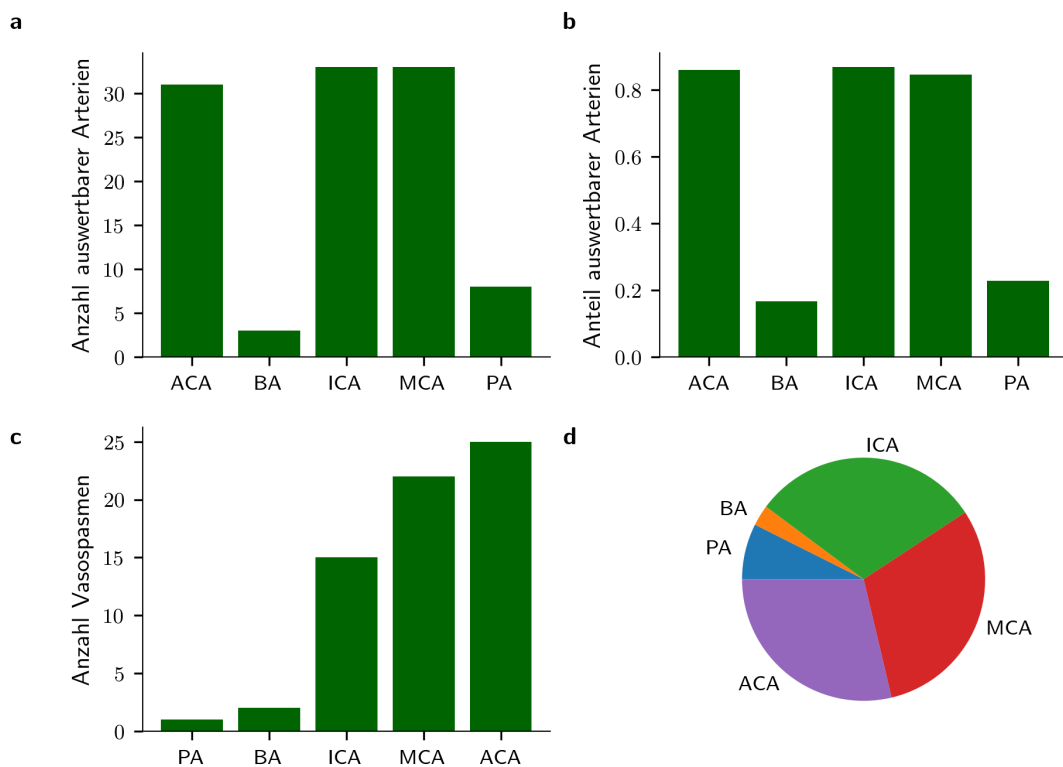 a
Anzahl auswertbarer Arterien
30
25
20
15
10
5
0
ACA BA ICA MCA PA
b
Anteil auswertbarer Arterien
0.8
0.6
0.4
0.2
0.0
ACA BA ICA MCA PA
c
Anzahl Vasospasmen
25
20
15
10
5
0
PA BA ICA MCA ACA
d
ICA
BA
PA
MCA
ACA